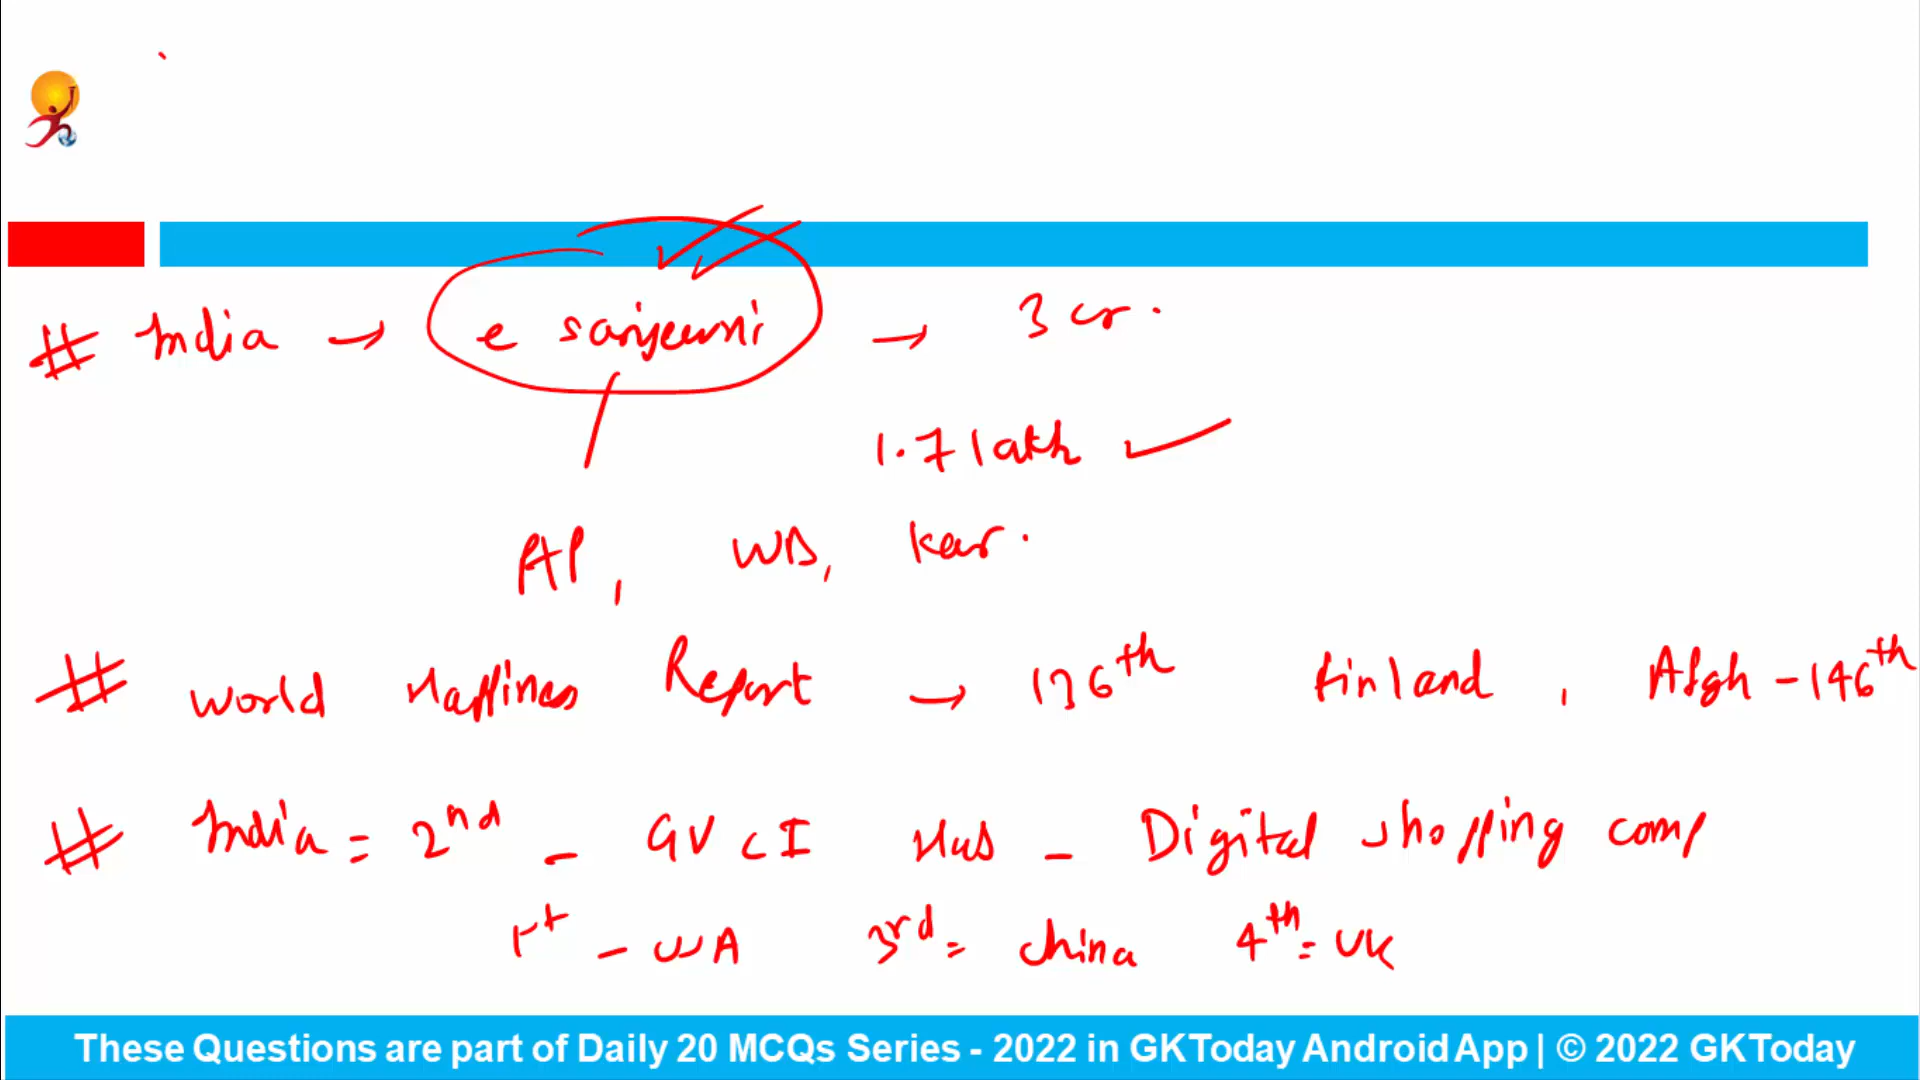 # India → e sanjeevni → 3 cr.
1.7 lakh ✓
AP, WB, Kar.
# World Happiness Report → 136th Finland, Afgh - 146th
# India = 2nd - GVCI Hub - Digital shopping comp
1st - USA 3rd = China 4th = UK
These Questions are part of Daily 20 MCQs Series - 2022 in GKToday Android App | © 2022 GKToday